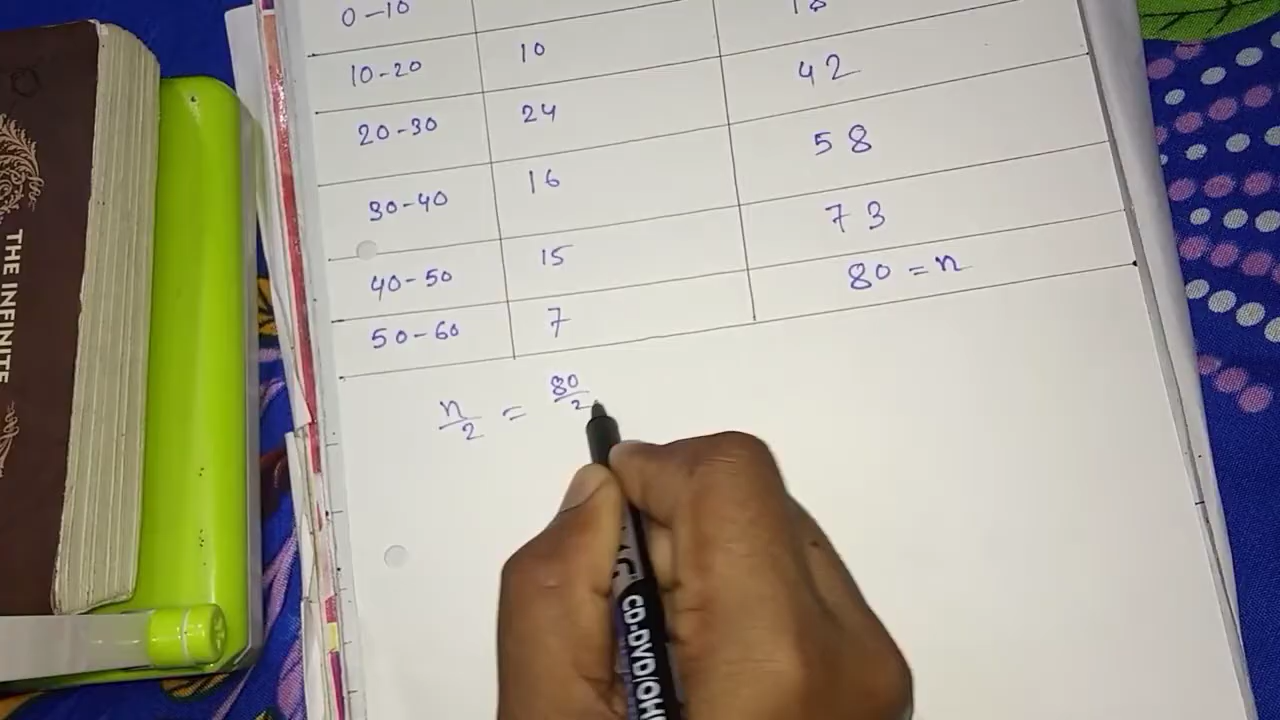 0-10
10-20 10 18
20-30 24 42
30-40 16 58
40-50 15 73
50-60 7 80 = n
n/2 = 80/2
THE INFINITE
CD-DVD/OH